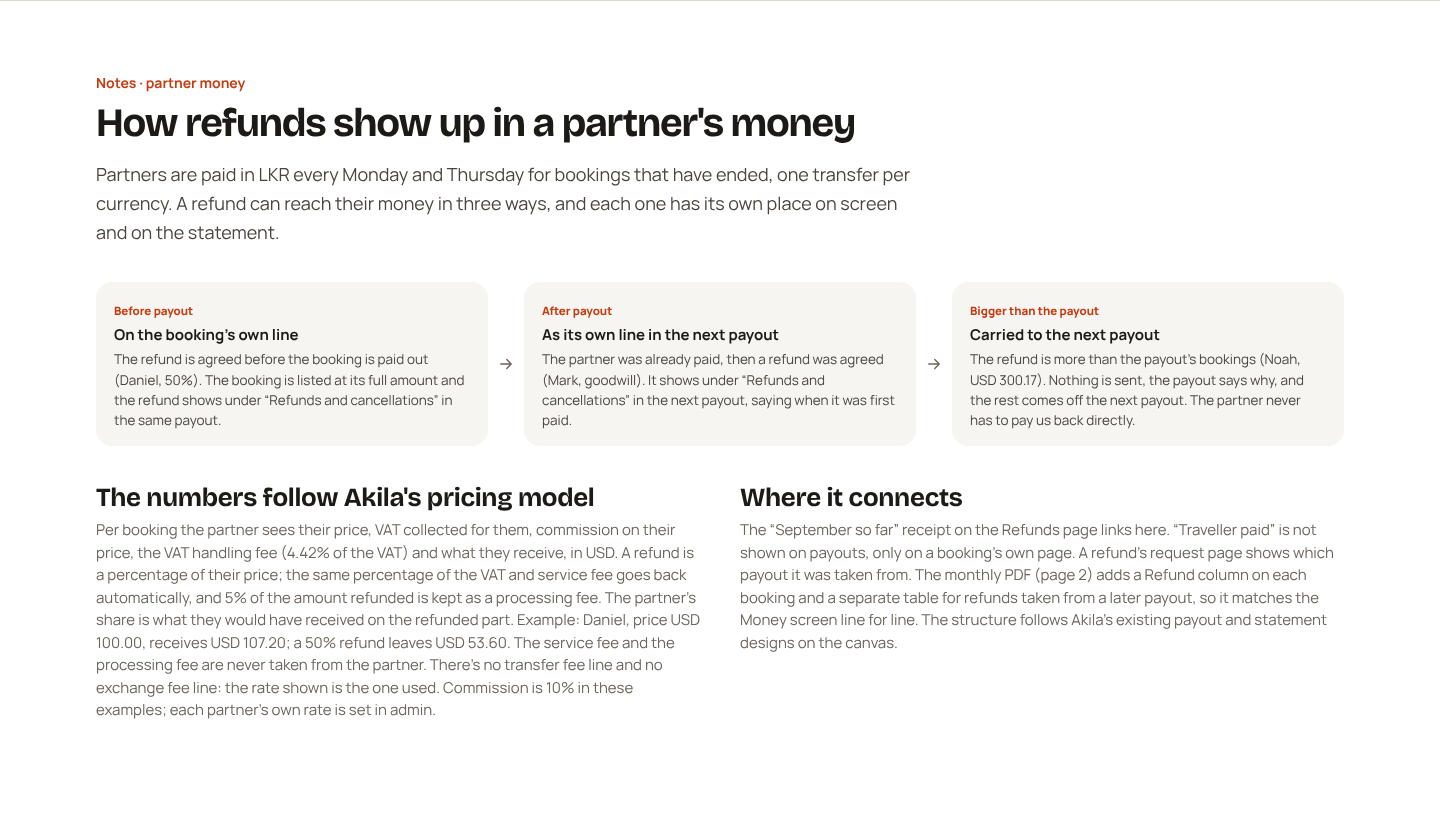 Notes · partner money
How refunds show up in a partner's money
Partners are paid in LKR every Monday and Thursday for bookings that have ended, one transfer per
currency. A refund can reach their money in three ways, and each one has its own place on screen
and on the statement.
Before payout
On the booking’s own line
The refund is agreed before the booking is paid out
(Daniel, 50%). The booking is listed at its full amount and
the refund shows under “Refunds and cancellations” in
the same payout.
→
After payout
As its own line in the next payout
The partner was already paid, then a refund was agreed
(Mark, goodwill). It shows under “Refunds and
cancellations” in the next payout, saying when it was first
paid.
→
Bigger than the payout
Carried to the next payout
The refund is more than the payout’s bookings (Noah,
USD 300.17). Nothing is sent, the payout says why, and
the rest comes off the next payout. The partner never
has to pay us back directly.
The numbers follow Akila's pricing model
Per booking the partner sees their price, VAT collected for them, commission on their
price, the VAT handling fee (4.42% of the VAT) and what they receive, in USD. A refund is
a percentage of their price; the same percentage of the VAT and service fee goes back
automatically, and 5% of the amount refunded is kept as a processing fee. The partner’s
share is what they would have received on the refunded part. Example: Daniel, price USD
100.00, receives USD 107.20; a 50% refund leaves USD 53.60. The service fee and the
processing fee are never taken from the partner. There’s no transfer fee line and no
exchange fee line: the rate shown is the one used. Commission is 10% in these
examples; each partner’s own rate is set in admin.
Where it connects
The “September so far” receipt on the Refunds page links here. “Traveller paid” is not
shown on payouts, only on a booking’s own page. A refund’s request page shows which
payout it was taken from. The monthly PDF (page 2) adds a Refund column on each
booking and a separate table for refunds taken from a later payout, so it matches the
Money screen line for line. The structure follows Akila’s existing payout and statement
designs on the canvas.